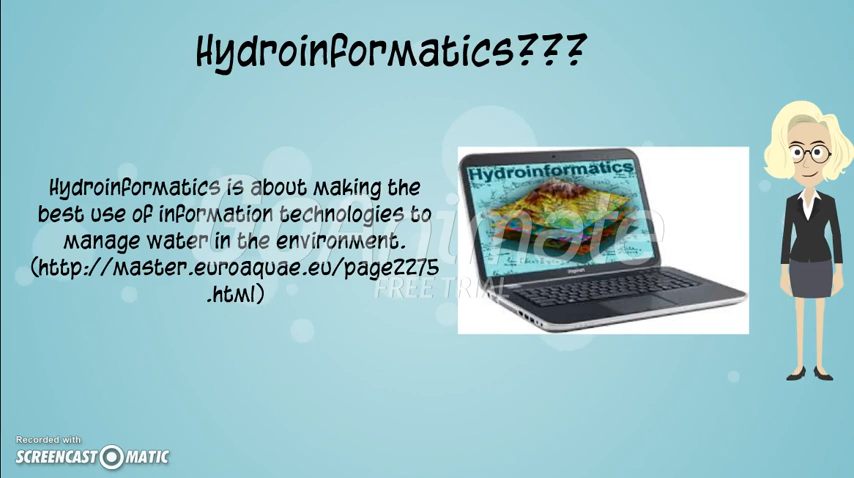 Hydroinformatics???
Hydroinformatics is about making the
best use of information technologies to
manage water in the environment.
(http://master.euroaquae.eu/page2275
.html)
Hydroinformatics
GoAnimate
FREE TRIAL
Recorded with
SCREENCAST O MATIC